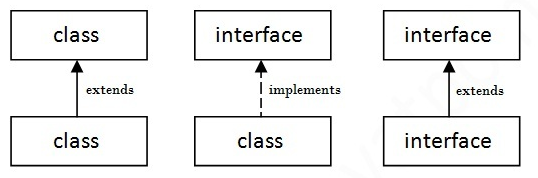 class interface interface
extends implements extends
class class interface